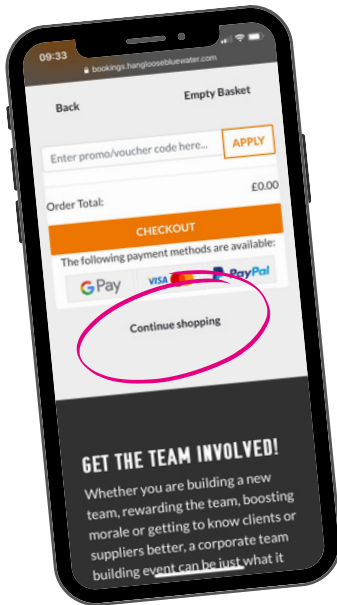 09:33
bookings.hangloosebluewater.com
Back
Empty Basket
Enter promo/voucher code here...
APPLY
Order Total:
£0.00
CHECKOUT
The following payment methods are available:
G Pay
VISA
PayPal
Continue shopping
GET THE TEAM INVOLVED!
Whether you are building a new
team, rewarding the team, boosting
morale or getting to know clients or
suppliers better, a corporate team
building event can be just what it